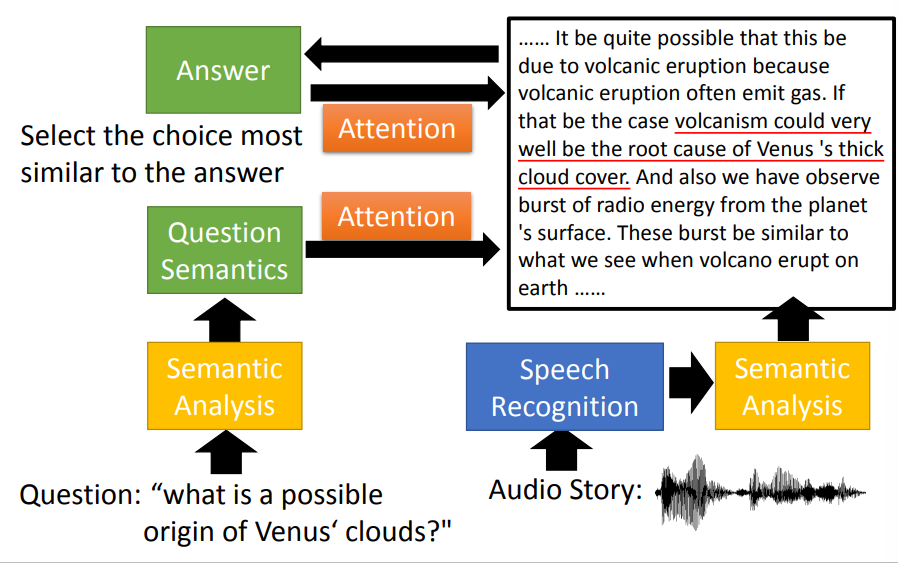 Answer
Select the choice most
similar to the answer
Attention
Attention
Question
Semantics
Semantic
Analysis
Question: “what is a possible
origin of Venus‘ clouds?"
...... It be quite possible that this be
due to volcanic eruption because
volcanic eruption often emit gas. If
that be the case volcanism could very
well be the root cause of Venus 's thick
cloud cover. And also we have observe
burst of radio energy from the planet
's surface. These burst be similar to
what we see when volcano erupt on
earth ......
Speech
Recognition
Semantic
Analysis
Audio Story: